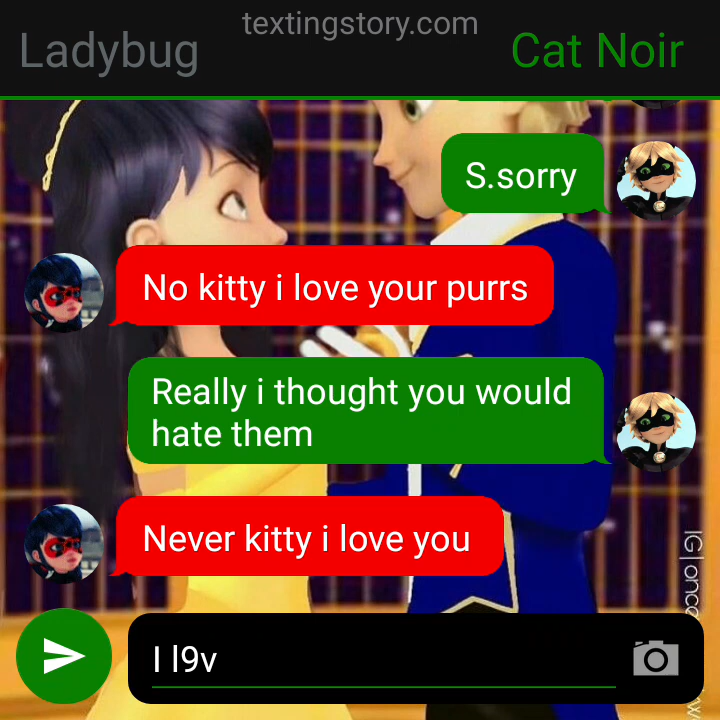 textingstory.com
Ladybug
Cat Noir
S.sorry
No kitty i love your purrs
Really i thought you would
hate them
Never kitty i love you
I l9v